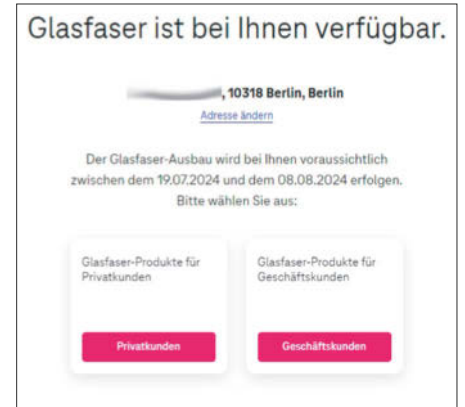 Glasfaser ist bei Ihnen verfügbar.
, 10318 Berlin, Berlin
Adresse ändern
Der Glasfaser-Ausbau wird bei Ihnen voraussichtlich
zwischen dem 19.07.2024 und dem 08.08.2024 erfolgen.
Bitte wählen Sie aus:
Glasfaser-Produkte für
Privatkunden
Privatkunden
Glasfaser-Produkte für
Geschäftskunden
Geschäftskunden